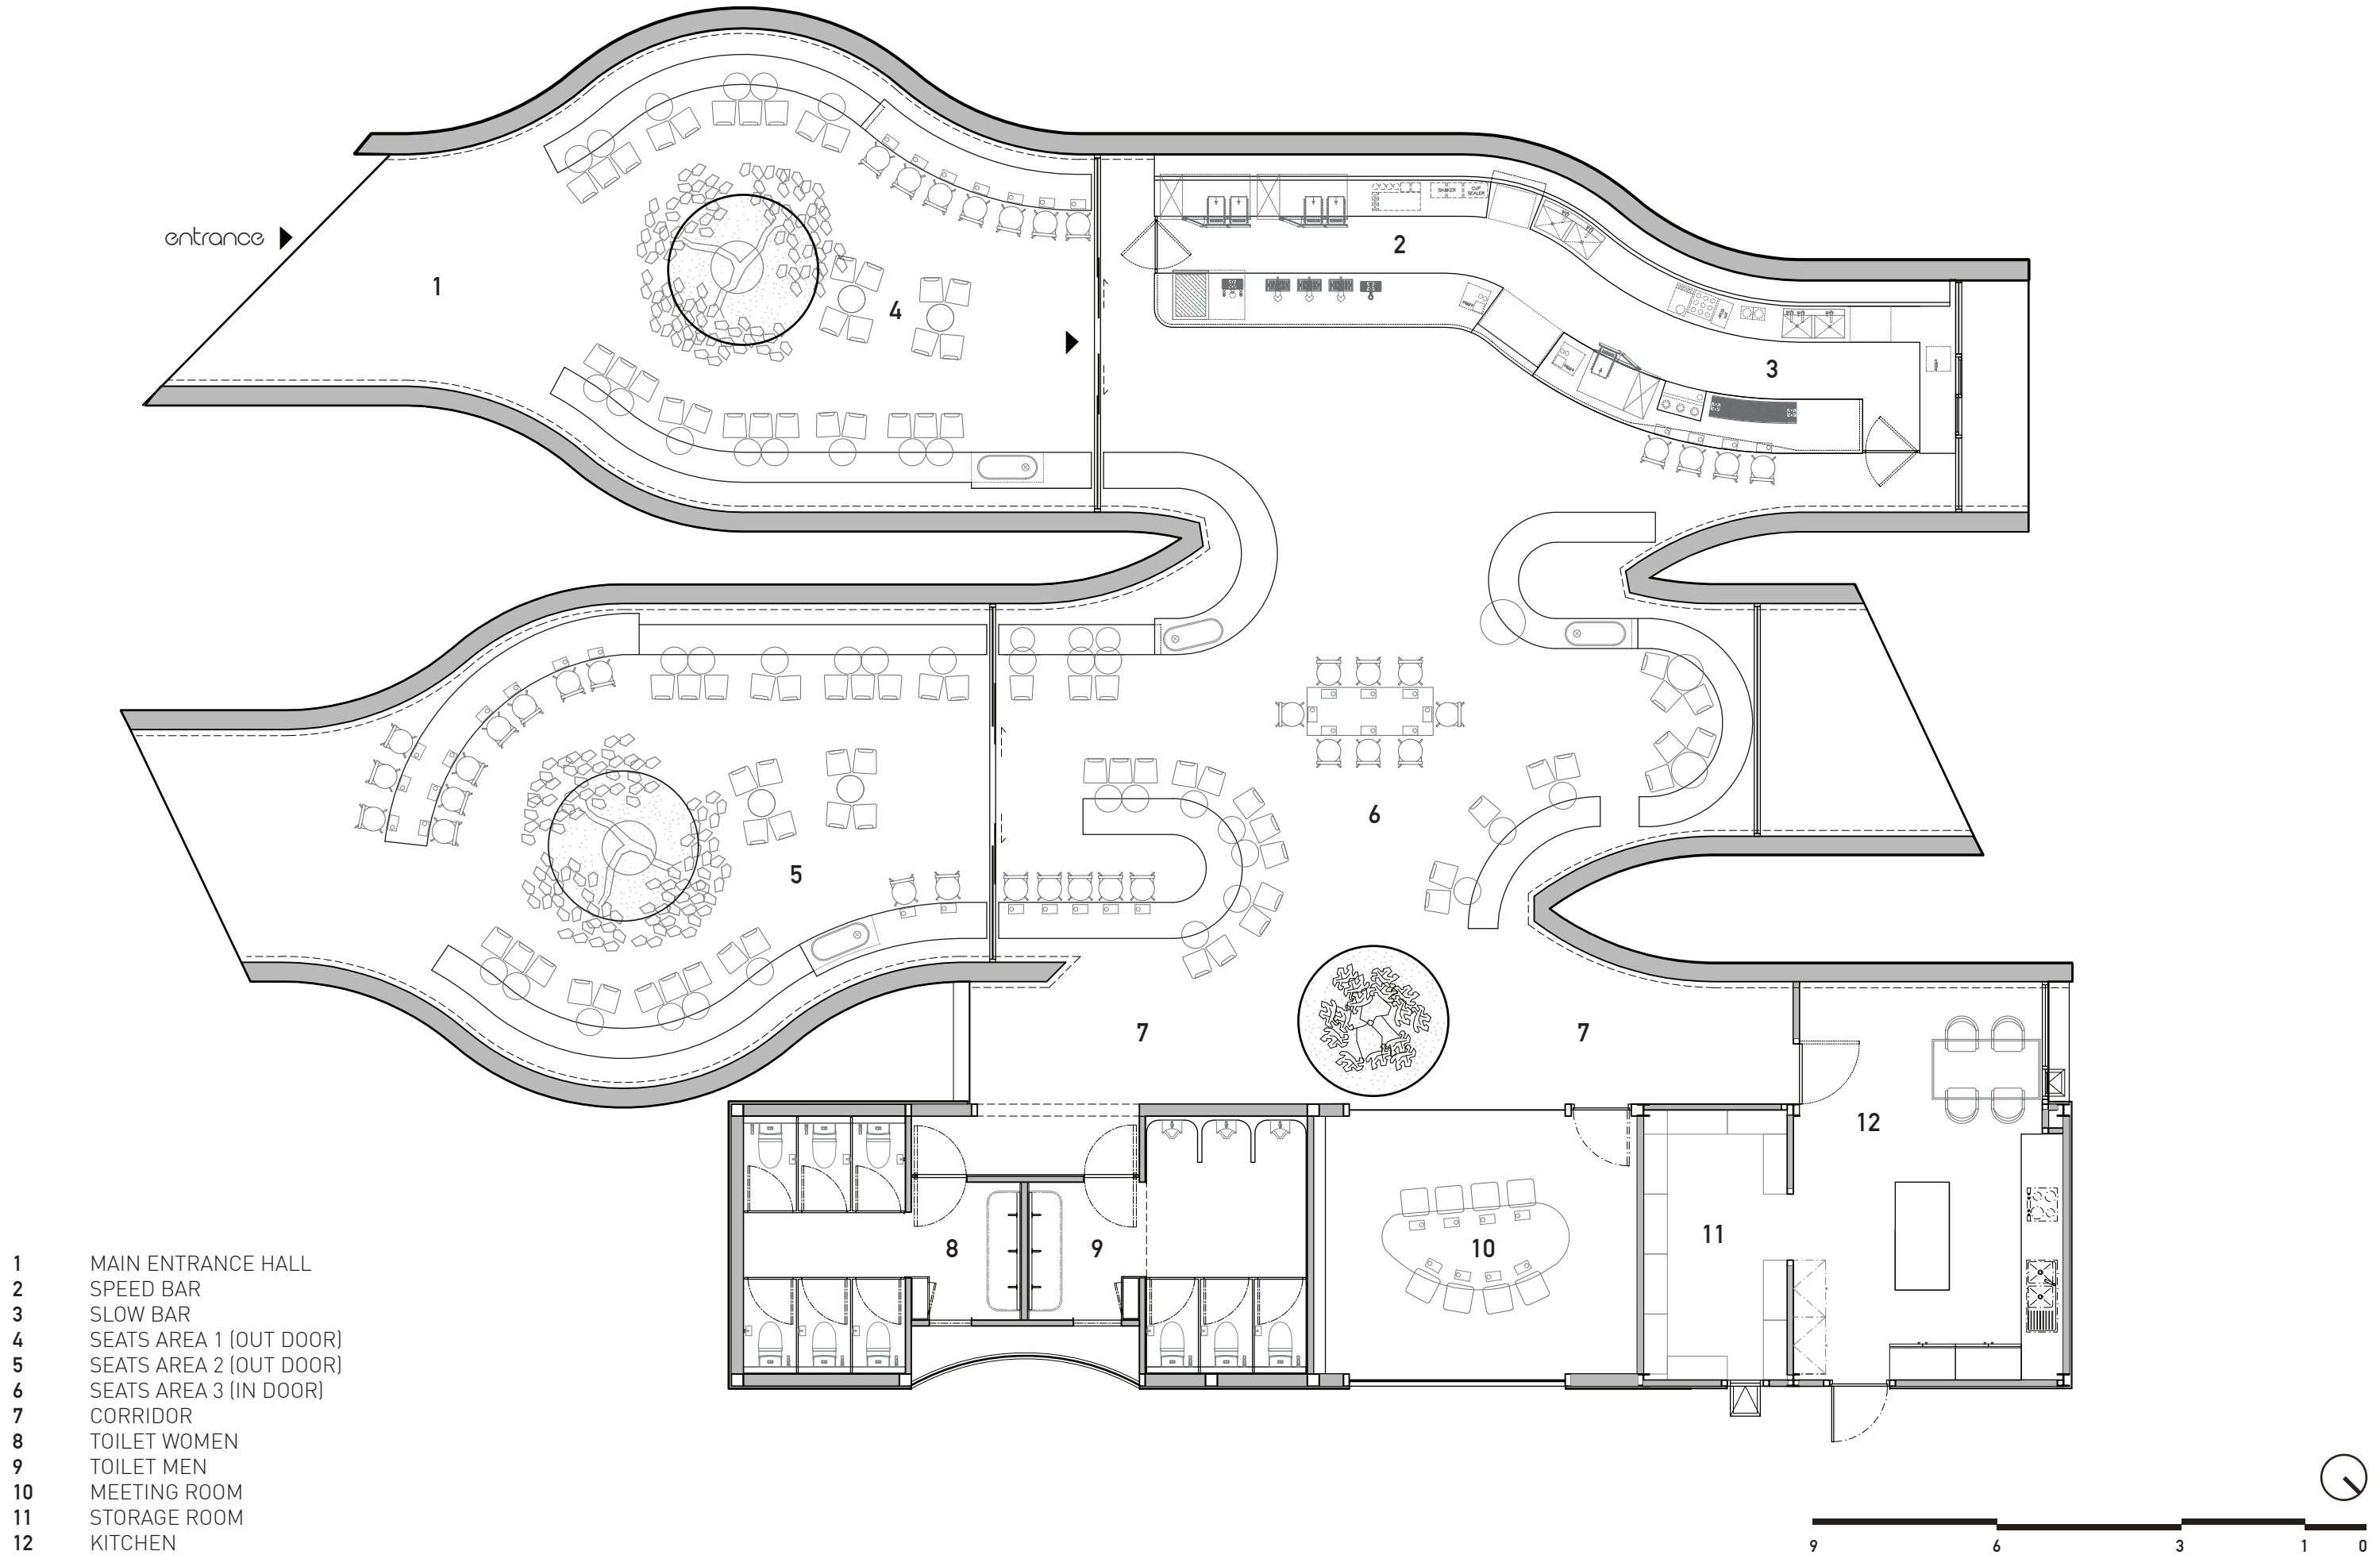 entrance
1
2
SHAKER
CUP SEALER
3
4
5
6
7
7
8
9
10
11
12
1 MAIN ENTRANCE HALL
2 SPEED BAR
3 SLOW BAR
4 SEATS AREA 1 (OUT DOOR)
5 SEATS AREA 2 (OUT DOOR)
6 SEATS AREA 3 (IN DOOR)
7 CORRIDOR
8 TOILET WOMEN
9 TOILET MEN
10 MEETING ROOM
11 STORAGE ROOM
12 KITCHEN
9 6 3 1 0